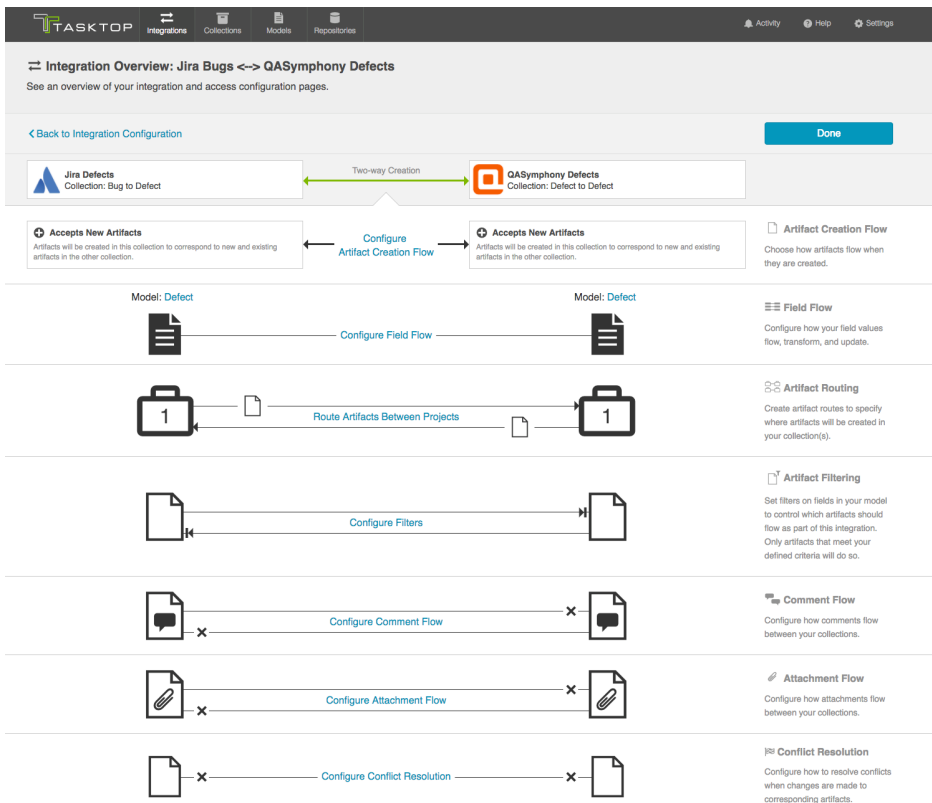 TASKTOP
Integrations
Collections
Models
Repositories
Activity
Help
Settings
Integration Overview: Jira Bugs <--> QASymphony Defects
See an overview of your integration and access configuration pages.
Back to Integration Configuration
Done
Jira Defects
Collection: Bug to Defect
Two-way Creation
QASymphony Defects
Collection: Defect to Defect
Accepts New Artifacts
Artifacts will be created in this collection to correspond to new and existing
artifacts in the other collection.
Configure
Artifact Creation Flow
Accepts New Artifacts
Artifacts will be created in this collection to correspond to new and existing
artifacts in the other collection.
Artifact Creation Flow
Choose how artifacts flow when
they are created.
Model: Defect
Configure Field Flow
Model: Defect
Field Flow
Configure how your field values
flow, transform, and update.
1
Route Artifacts Between Projects
1
Artifact Routing
Create artifact routes to specify
where artifacts will be created in
your collection(s).
Configure Filters
Artifact Filtering
Set filters on fields in your model
to control which artifacts should
flow as part of this integration.
Only artifacts that meet your
defined criteria will do so.
Configure Comment Flow
Comment Flow
Configure how comments flow
between your collections.
Configure Attachment Flow
Attachment Flow
Configure how attachments flow
between your collections.
Configure Conflict Resolution
Conflict Resolution
Configure how to resolve conflicts
when changes are made to
corresponding artifacts.